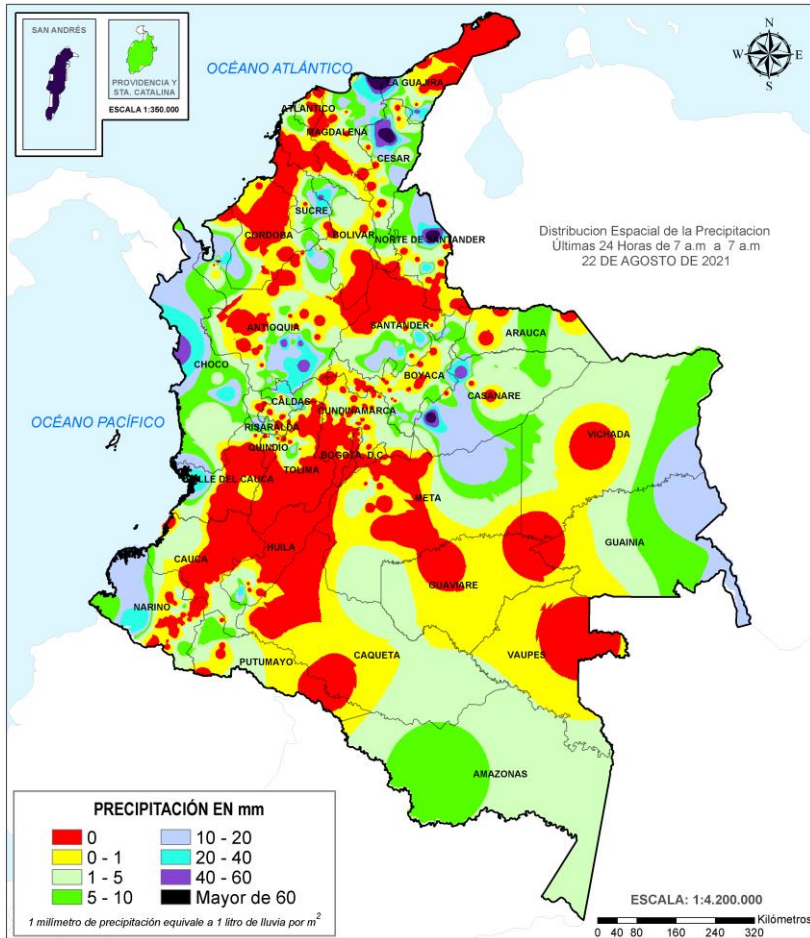 SAN ANDRÉS
PROVIDENCIA Y
STA. CATALINA
ESCALA 1:350.000
N
W E
S
OCÉANO ATLÁNTICO
LA GUAJIRA
ATLANTICO
MAGDALENA
CESAR
SUCRE
CORDOBA
BOLIVAR
NORTE DE SANTANDER
Distribucion Espacial de la Precipitacion
Últimas 24 Horas de 7 a.m a 7 a.m
22 DE AGOSTO DE 2021
ANTIOQUIA
SANTANDER
ARAUCA
CHOCO
BOYACA
CASANARE
CALDAS
CUNDINAMARCA
OCÉANO PACÍFICO
RISARALDA
VICHADA
QUINDIO
BOGOTA, D.C.
TOLIMA
VALLE DEL CAUCA
META
GUAINIA
CAUCA
HUILA
GUAVIARE
NARINO
CAQUETA
VAUPES
PUTUMAYO
AMAZONAS
PRECIPITACIÓN EN mm
0
0 - 1
1 - 5
5 - 10
10 - 20
20 - 40
40 - 60
Mayor de 60
1 milímetro de precipitación equivale a 1 litro de lluvia por m²
ESCALA: 1:4.200.000
Kilómetros
0 40 80 160 240 320